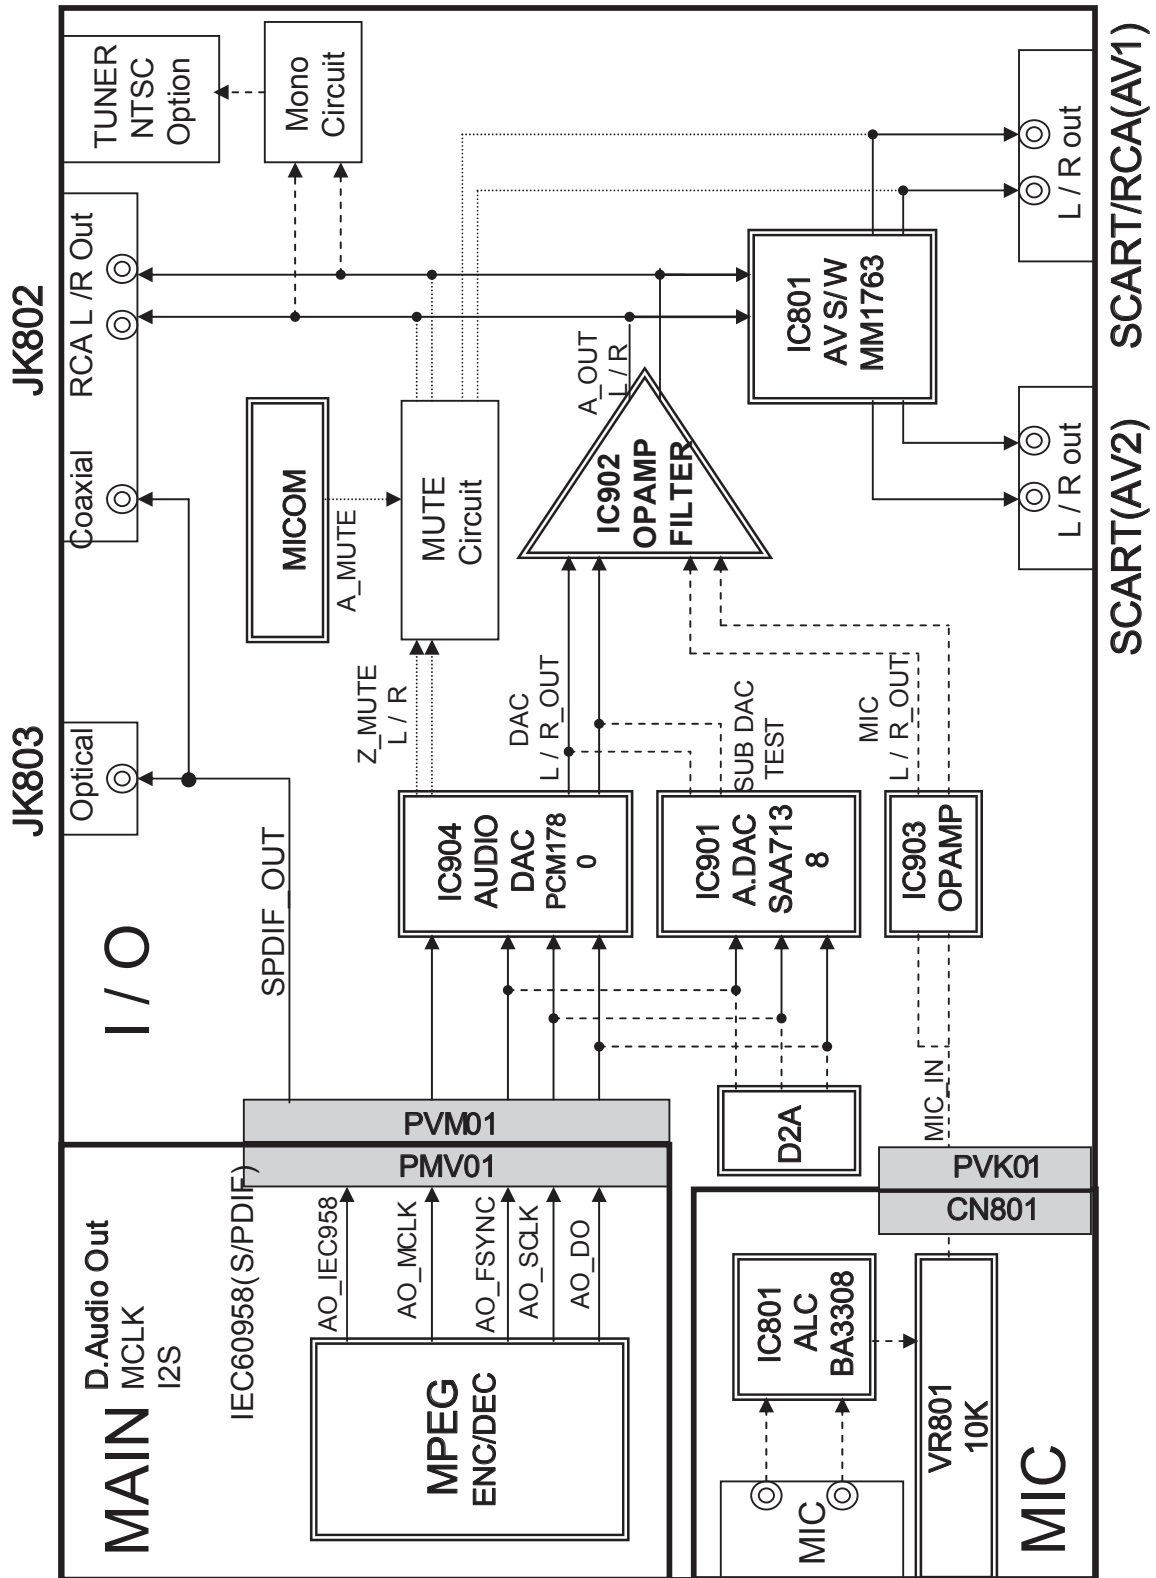 JK803
JK802
I / O
Optical
Coaxial
RCA L /R Out
TUNER
NTSC
Option
Mono
Circuit
SPDIF_OUT
MICOM
A_MUTE
MUTE
Circuit
Z_MUTE
L / R
MAIN
D.Audio Out
MCLK
I2S
IEC60958(S/PDIF)
PMV01
PVM01
MPEG
ENC/DEC
AO_IEC958
AO_MCLK
AO_FSYNC
AO_SCLK
AO_DO
IC904
AUDIO
DAC
PCM178
0
DAC
L / R_OUT
IC902
OPAMP
FILTER
A_OUT
L / R
D2A
IC901
A.DAC
SAA713
8
SUB DAC
TEST
IC801
AV S/W
MM1763
MIC
IC801
ALC
BA3308
VR801
10K
MIC
CN801
PVK01
MIC_IN
IC903
OPAMP
MIC
L / R_OUT
L / R out
L / R out
SCART(AV2)
SCART/RCA(AV1)